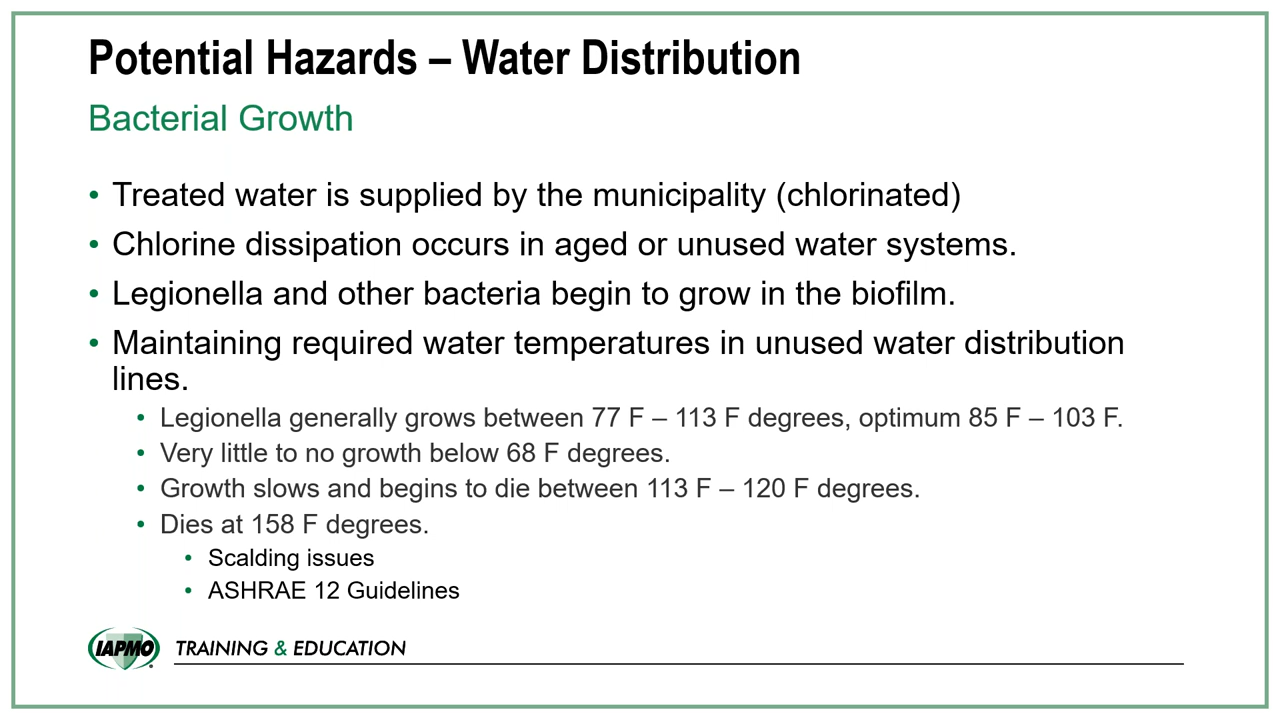 Potential Hazards – Water Distribution
Bacterial Growth
• Treated water is supplied by the municipality (chlorinated)
• Chlorine dissipation occurs in aged or unused water systems.
• Legionella and other bacteria begin to grow in the biofilm.
• Maintaining required water temperatures in unused water distribution
lines.
• Legionella generally grows between 77 F – 113 F degrees, optimum 85 F – 103 F.
• Very little to no growth below 68 F degrees.
• Growth slows and begins to die between 113 F – 120 F degrees.
• Dies at 158 F degrees.
• Scalding issues
• ASHRAE 12 Guidelines
IAPMO TRAINING & EDUCATION